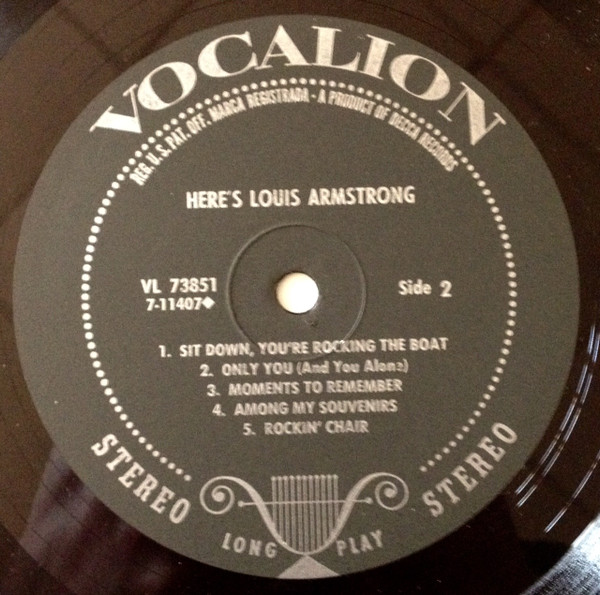 VOCALION
REG. U.S. PAT. OFF. MARCA REGISTRADA - A PRODUCT OF DECCA RECORDS
HERE'S LOUIS ARMSTRONG
VL 73851
7-11407◆
Side 2
1. SIT DOWN, YOU'RE ROCKING THE BOAT
2. ONLY YOU (And You Alone)
3. MOMENTS TO REMEMBER
4. AMONG MY SOUVENIRS
5. ROCKIN' CHAIR
STEREO
STEREO
LONG PLAY